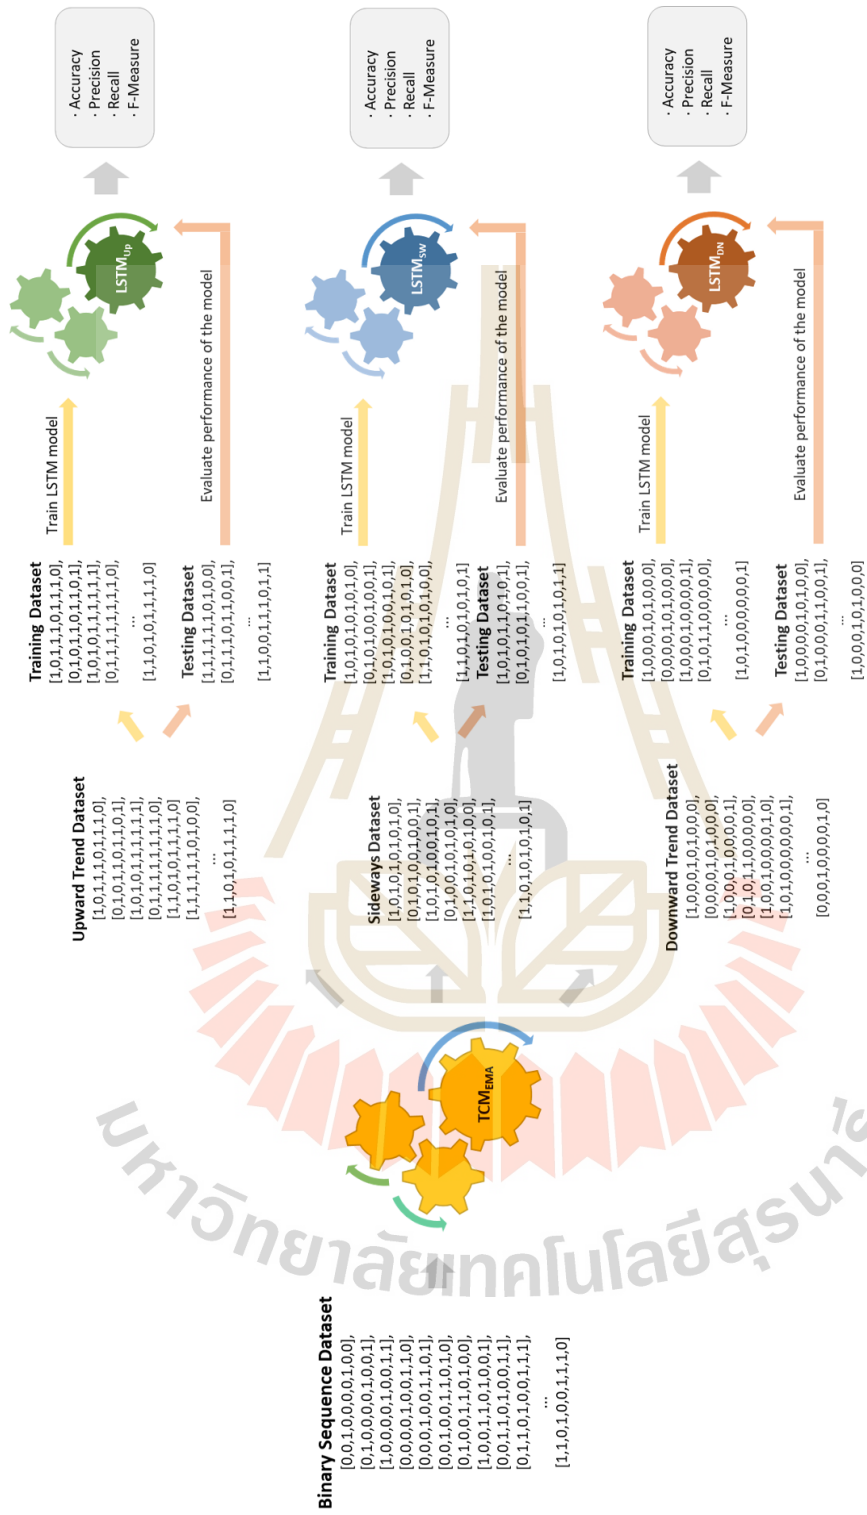 Binary Sequence Dataset
[0,0,1,0,0,0,0,1,0,0],
[0,1,0,0,0,0,1,0,0,1],
[1,0,0,0,0,1,0,0,1,1],
[0,0,0,0,1,0,0,1,1,0],
[0,0,0,1,0,0,1,1,0,1],
[0,0,1,0,0,1,1,0,1,0],
[0,1,0,0,1,1,0,1,0,0],
[1,0,0,1,1,0,1,0,0,1],
[0,0,1,1,0,1,0,0,1,1],
[0,1,1,0,1,0,0,1,1,1],
...
[1,1,0,1,0,0,1,1,1,0]
TCM_EMA
Upward Trend Dataset
[1,0,1,1,1,0,1,1,1,0],
[0,1,0,1,1,0,1,1,0,1],
[1,0,1,0,1,1,1,1,1,1],
[0,1,1,1,1,1,1,1,1,0],
[1,1,0,1,0,1,1,1,1,0]
[1,1,1,1,1,1,0,1,0,0],
...
[1,1,0,1,0,1,1,1,1,0]
Training Dataset
[1,0,1,1,1,0,1,1,1,0],
[0,1,0,1,1,0,1,1,0,1]
[1,0,1,0,1,1,1,1,1,1],
[0,1,1,1,1,1,1,1,1,0],
...
[1,1,0,1,0,1,1,1,1,0]
Testing Dataset
[1,1,1,1,1,1,0,1,0,0],
[0,1,1,1,0,1,1,0,0,1],
...
[1,1,0,0,1,1,1,0,1,1]
Train LSTM model
Evaluate performance of the model
LSTM_Up
· Accuracy
· Precision
· Recall
· F-Measure
Sideways Dataset
[1,0,1,0,1,0,1,0,1,0],
[0,1,0,1,0,0,1,0,0,1],
[1,0,1,0,1,0,0,1,0,1],
[0,1,0,0,1,0,1,0,1,0],
[1,1,0,1,0,1,0,1,0,0],
[1,0,1,0,1,1,0,1,0,1],
...
[1,1,0,1,0,1,0,1,0,1]
Training Dataset
[1,0,1,0,1,0,1,0,1,0],
[0,1,0,1,0,0,1,0,0,1],
[1,0,1,0,1,0,0,1,0,1],
[0,1,0,0,1,0,1,0,1,0],
[1,1,0,1,0,1,0,1,0,0],
...
[1,1,0,1,0,1,0,1,0,1]
Testing Dataset
[1,0,1,0,1,1,0,1,0,1],
[0,1,0,1,0,1,1,0,0,1],
...
[1,0,1,0,1,0,1,0,1,1]
Train LSTM model
Evaluate performance of the model
LSTM_SW
· Accuracy
· Precision
· Recall
· F-Measure
Downward Trend Dataset
[1,0,0,0,1,0,1,0,0,0],
[0,0,0,0,1,0,1,0,0,0],
[1,0,0,0,1,0,0,0,0,1],
[0,1,0,1,1,0,0,0,0,0],
[1,0,0,1,0,0,0,0,1,0],
[1,0,1,0,0,0,0,0,0,1],
...
[0,0,0,1,0,0,0,0,1,0]
Training Dataset
[1,0,0,0,1,0,1,0,0,0],
[0,0,0,0,1,0,1,0,0,0],
[1,0,0,0,1,0,0,0,0,1],
[0,1,0,1,1,0,0,0,0,0],
...
[1,0,1,0,0,0,0,0,0,1]
Testing Dataset
[1,0,0,0,0,1,0,1,0,0],
[0,1,0,0,0,1,1,0,0,1],
...
[1,0,0,0,1,0,1,0,0,0]
Train LSTM model
Evaluate performance of the model
LSTM_DN
· Accuracy
· Precision
· Recall
· F-Measure